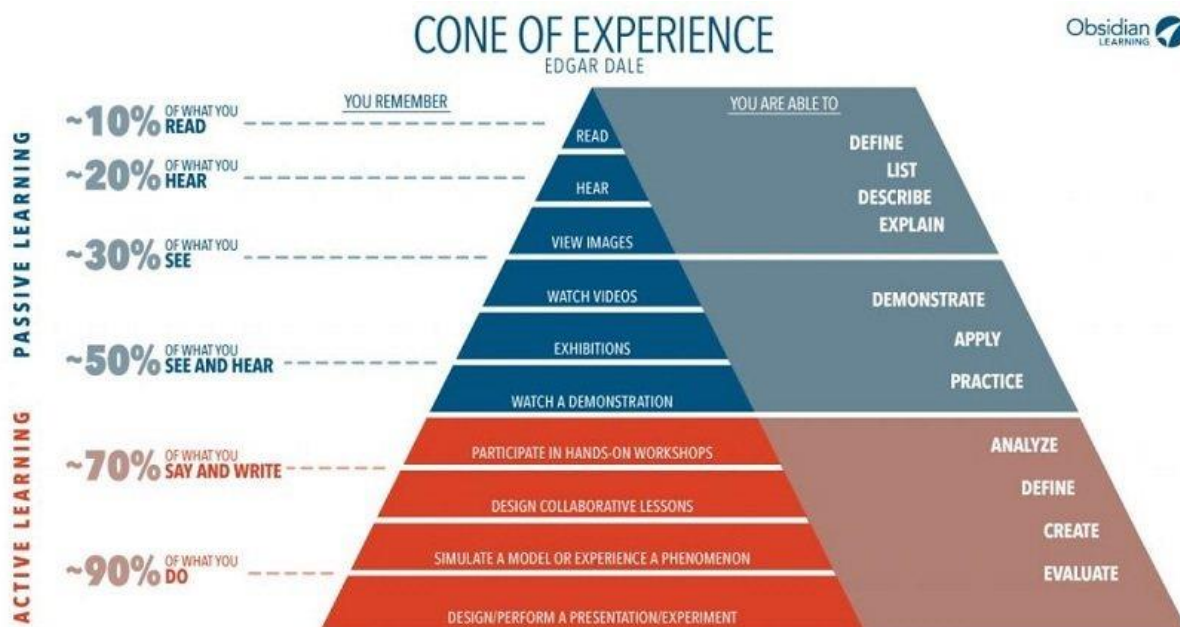 CONE OF EXPERIENCE
EDGAR DALE
Obsidian
LEARNING
PASSIVE LEARNING
ACTIVE LEARNING
YOU REMEMBER
~10% OF WHAT YOU
READ
~20% OF WHAT YOU
HEAR
~30% OF WHAT YOU
SEE
~50% OF WHAT YOU
SEE AND HEAR
~70% OF WHAT YOU
SAY AND WRITE
~90% OF WHAT YOU
DO
READ
HEAR
VIEW IMAGES
WATCH VIDEOS
EXHIBITIONS
WATCH A DEMONSTRATION
PARTICIPATE IN HANDS-ON WORKSHOPS
DESIGN COLLABORATIVE LESSONS
SIMULATE A MODEL OR EXPERIENCE A PHENOMENON
DESIGN/PERFORM A PRESENTATION/EXPERIMENT
YOU ARE ABLE TO
DEFINE
LIST
DESCRIBE
EXPLAIN
DEMONSTRATE
APPLY
PRACTICE
ANALYZE
DEFINE
CREATE
EVALUATE